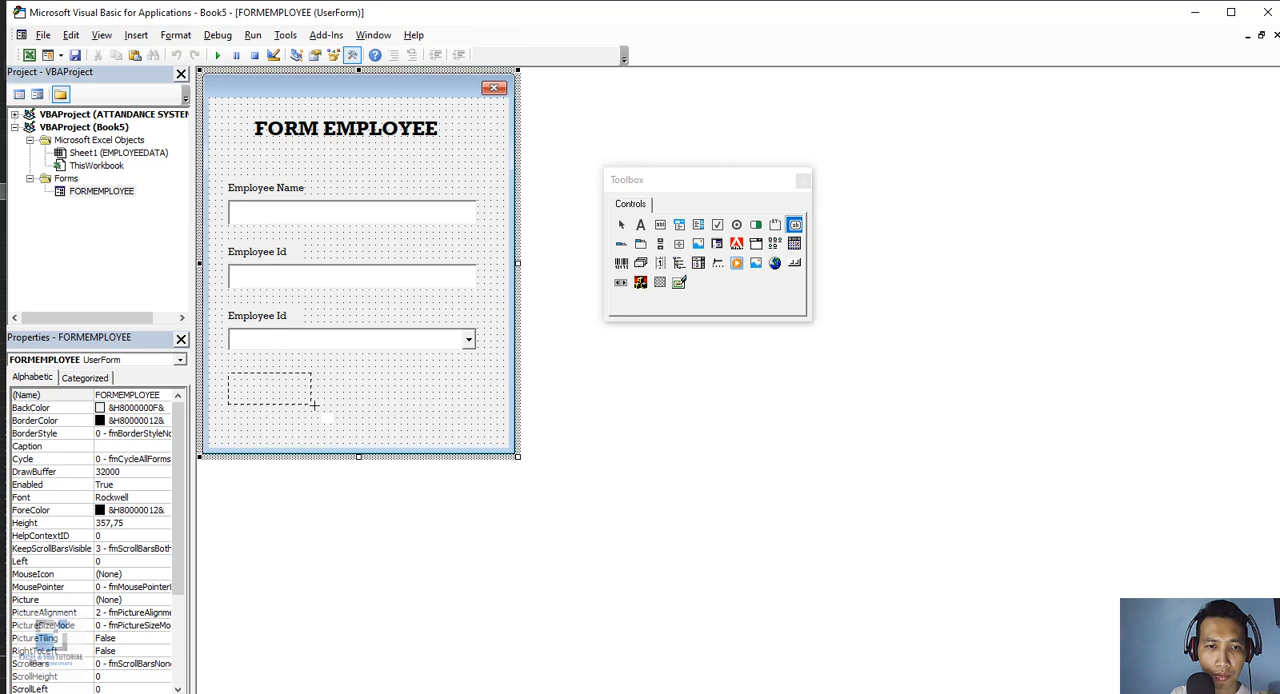 Microsoft Visual Basic for Applications - Book5 - [FORMEMPLOYEE (UserForm)]
File Edit View Insert Format Debug Run Tools Add-Ins Window Help
Project - VBAProject
VBAProject (ATTANDANCE SYSTEM
VBAProject (Book5)
Microsoft Excel Objects
Sheet1 (EMPLOYEEDATA)
ThisWorkbook
Forms
FORMEMPLOYEE
Properties - FORMEMPLOYEE
FORMEMPLOYEE UserForm
Alphabetic Categorized
(Name) FORMEMPLOYEE
BackColor &H8000000F&
BorderColor &H80000012&
BorderStyle 0 - fmBorderStyleNo
Caption
Cycle 0 - fmCycleAllForms
DrawBuffer 32000
Enabled True
Font Rockwell
ForeColor &H80000012&
Height 357,75
HelpContextID 0
KeepScrollBarsVisible 3 - fmScrollBarsBoth
Left 0
MouseIcon (None)
MousePointer 0 - fmMousePointerI
Picture (None)
PictureAlignment 2 - fmPictureAlignme
PictureSizeMode 0 - fmPictureSizeMo
PictureTiling False
RightToLeft False
ScrollBars 0 - fmScrollBarsNone
ScrollHeight 0
ScrollLeft 0
EXCEL & VBA TUTORIAL
FORM EMPLOYEE
Employee Name
Employee Id
Employee Id
Toolbox
Controls